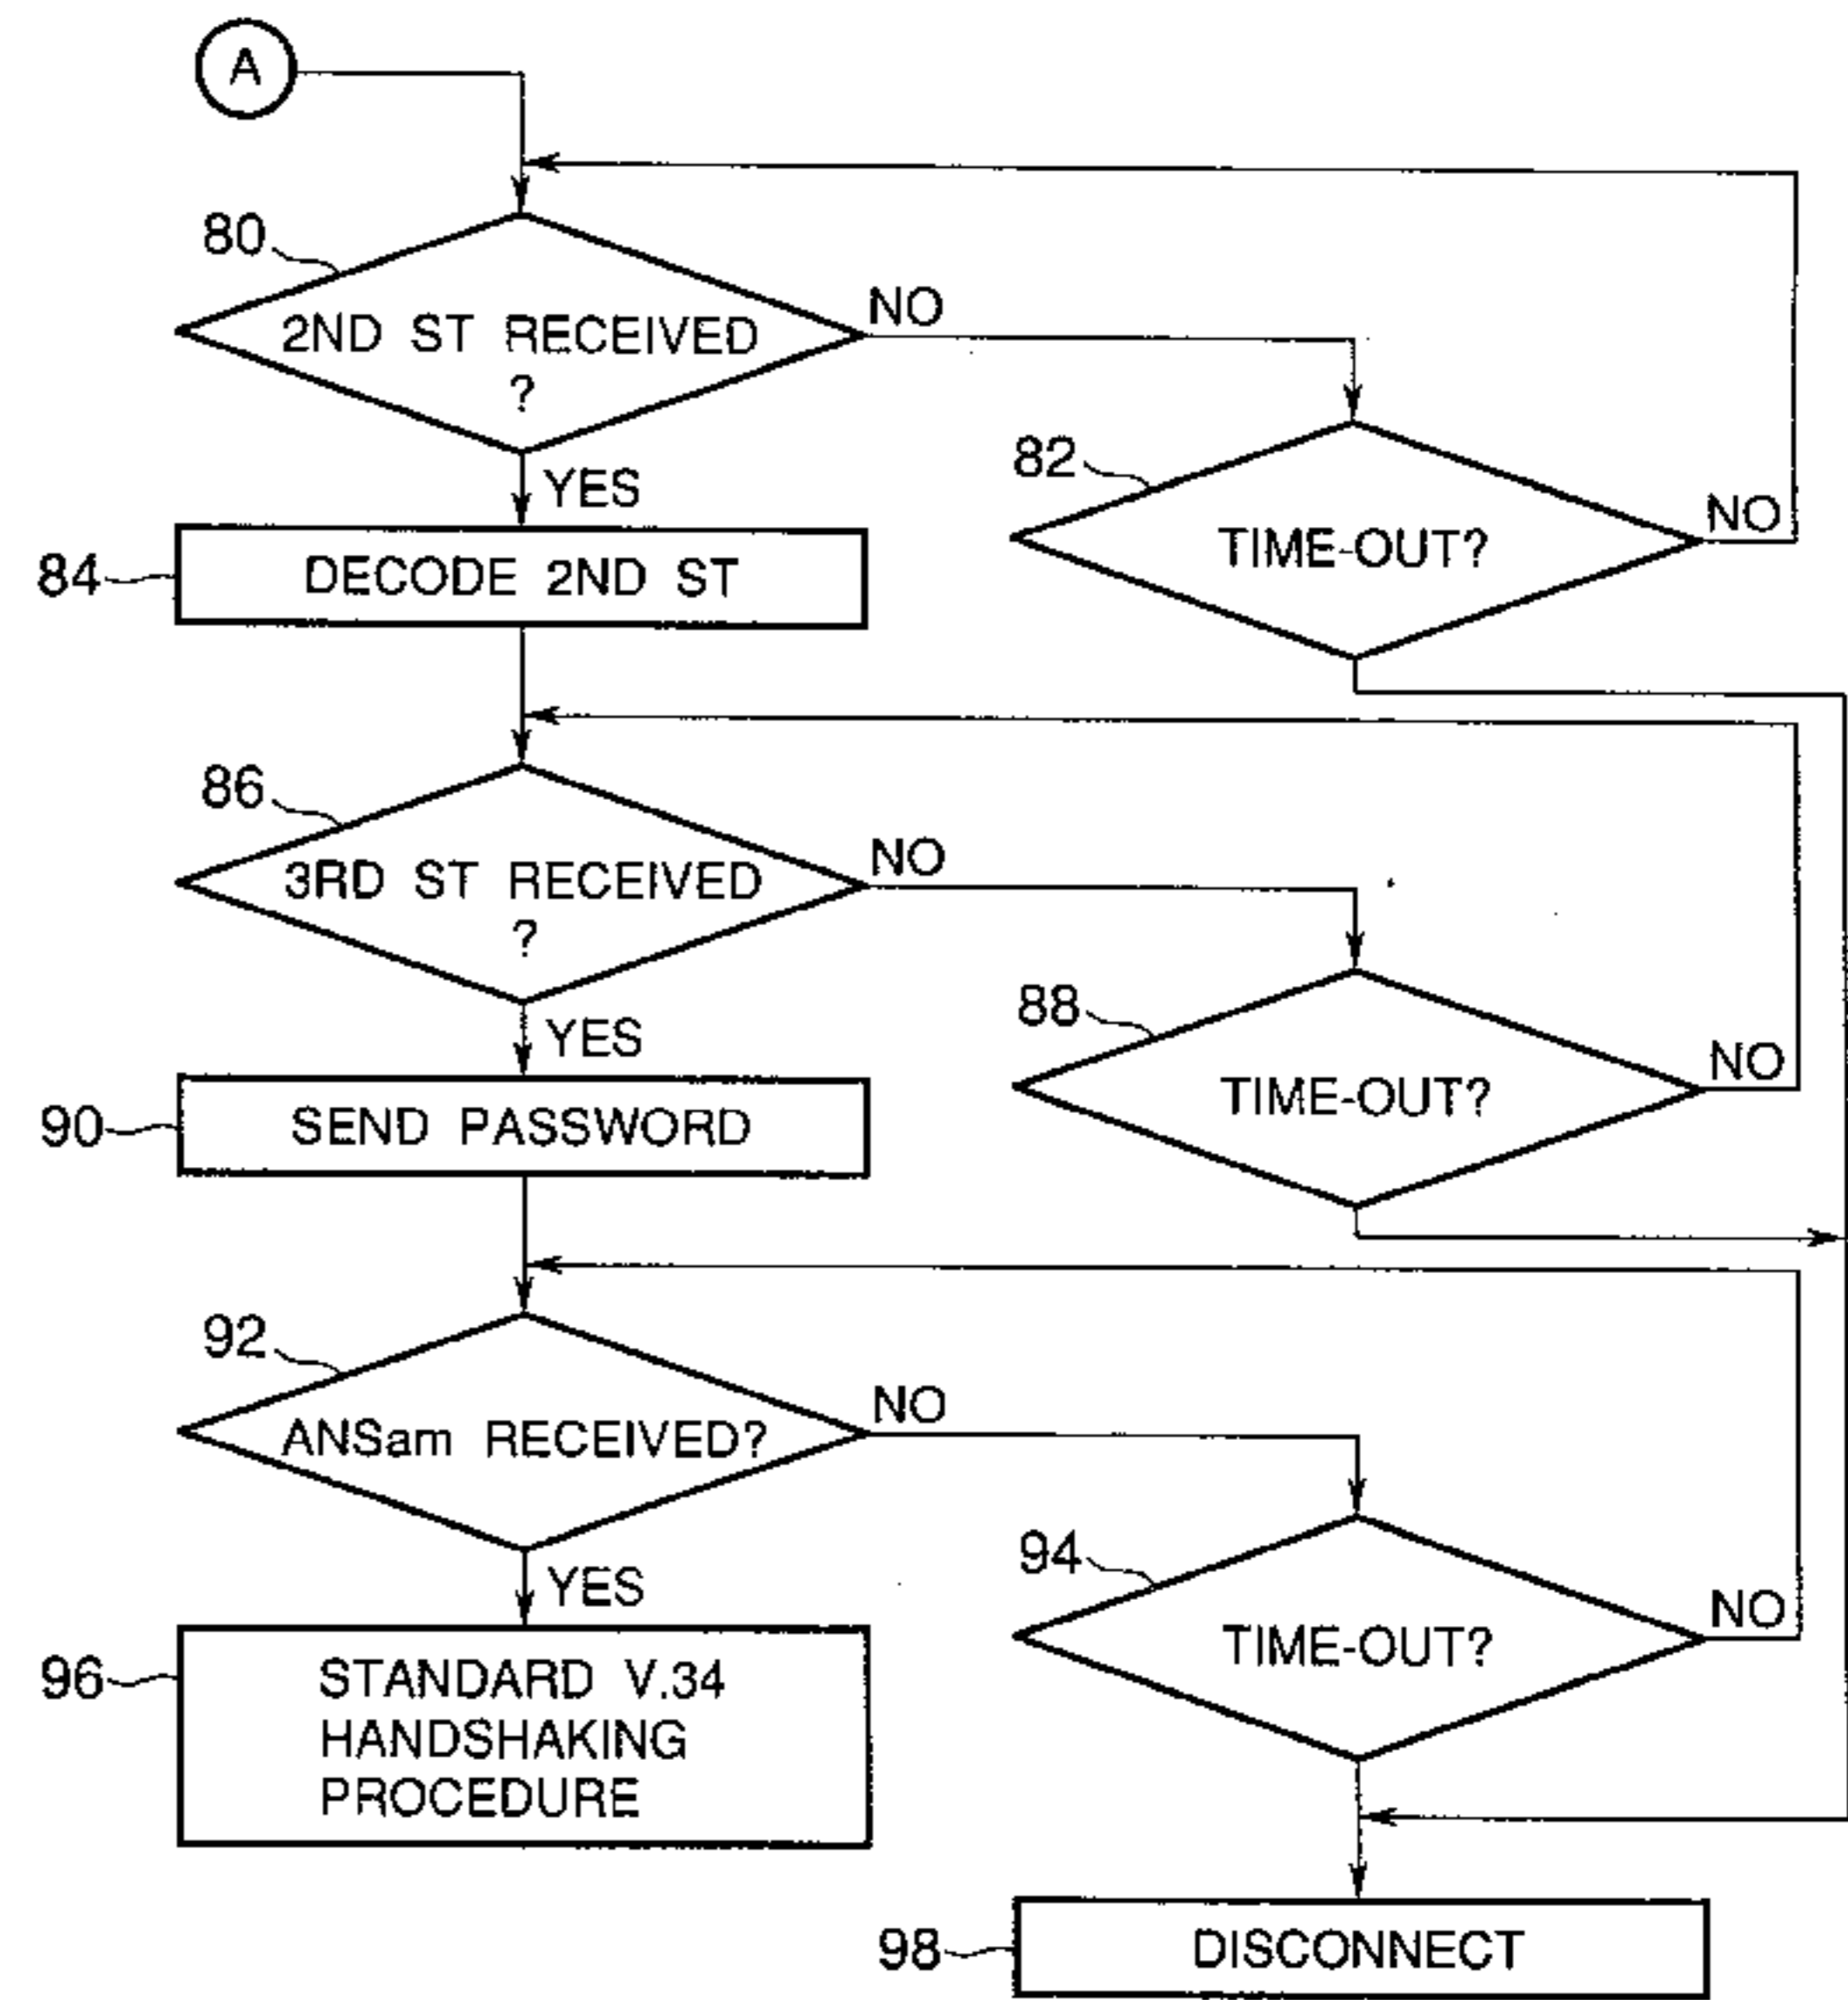 A
80
2ND ST RECEIVED
?
NO
YES
82
TIME-OUT?
NO
84
DECODE 2ND ST
86
3RD ST RECEIVED
?
NO
YES
88
TIME-OUT?
NO
90
SEND PASSWORD
92
ANSam RECEIVED?
NO
YES
94
TIME-OUT?
NO
96
STANDARD V.34
HANDSHAKING
PROCEDURE
98
DISCONNECT